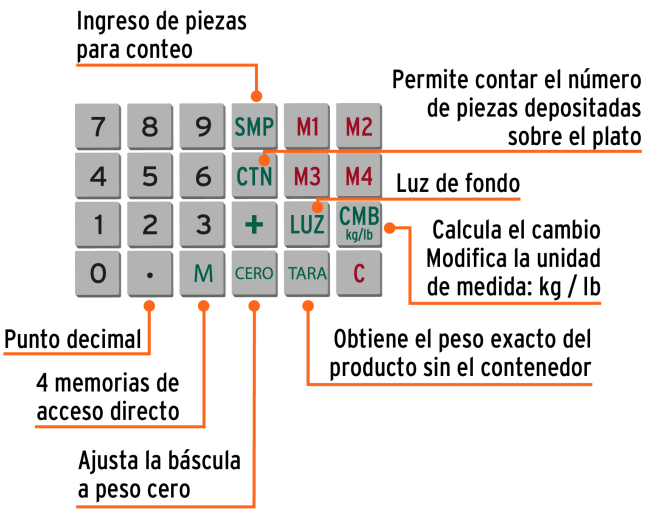 Ingreso de piezas
para conteo
Permite contar el número
de piezas depositadas
sobre el plato
7 8 9 SMP M1 M2
4 5 6 CTN M3 M4
Luz de fondo
1 2 3 + LUZ CMB
kg/lb
Calcula el cambio
Modifica la unidad
de medida: kg / lb
0 . M CERO TARA C
Punto decimal
Obtiene el peso exacto del
producto sin el contenedor
4 memorias de
acceso directo
Ajusta la báscula
a peso cero